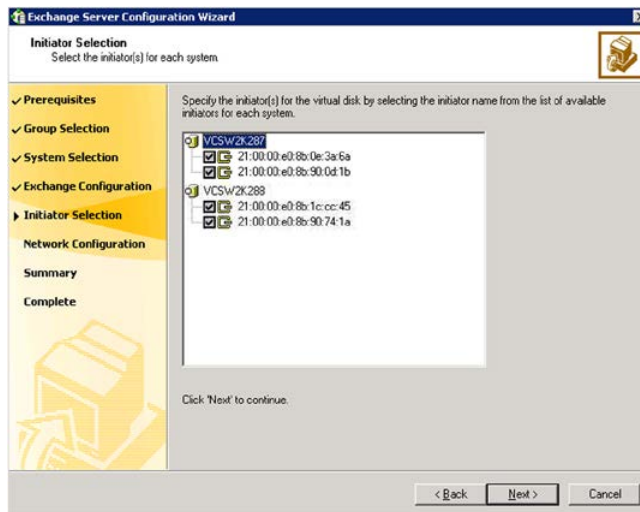 Exchange Server Configuration Wizard
Initiator Selection
Select the initiator(s) for each system
Prerequisites
Group Selection
System Selection
Exchange Configuration
Initiator Selection
Network Configuration
Summary
Complete
Specify the initiator(s) for the virtual disk by selecting the initiator name from the list of available
initiators for each system.
VCSW2K287
21:00:00:e0:8b:0e:3a:6a
21:00:00:e0:8b:90:0d:1b
VCSW2K288
21:00:00:e0:8b:1c:cc:45
21:00:00:e0:8b:90:74:1a
Click 'Next' to continue.
< Back
Next >
Cancel